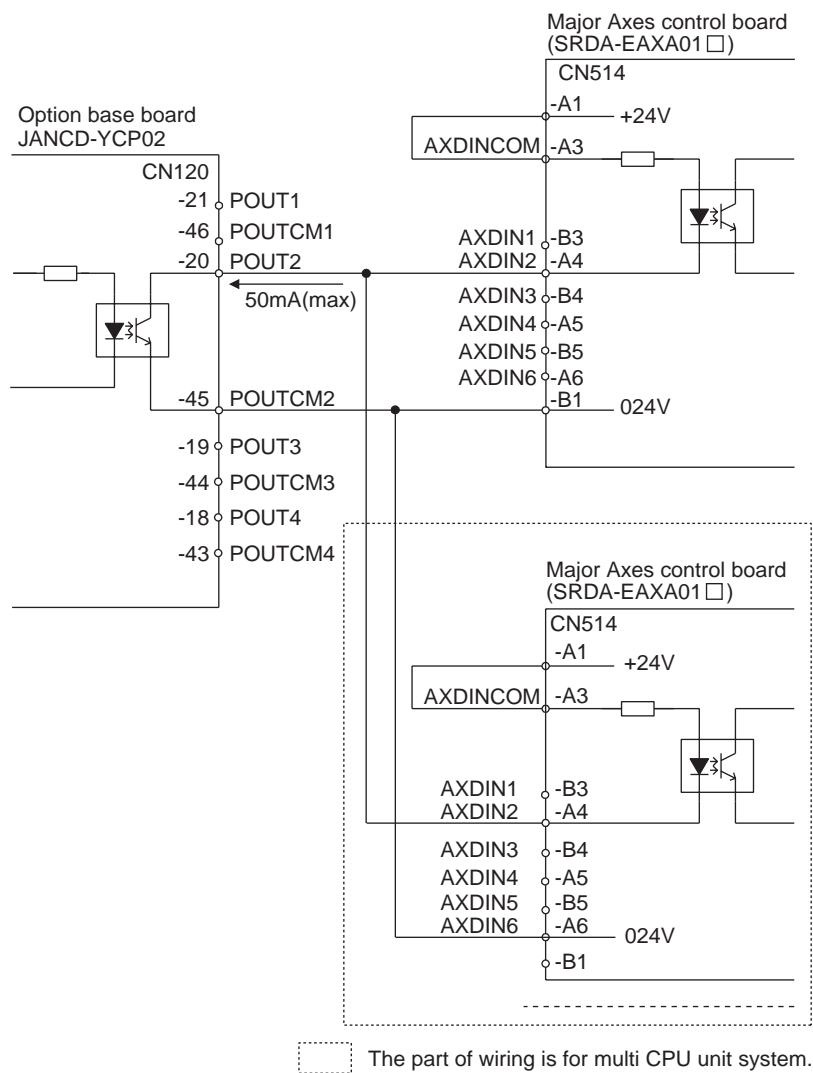 Major Axes control board
(SRDA-EAXA01□)
CN514
-A1
+24V
AXDINCOM -A3
Option base board
JANCD-YCP02
CN120
-21 POUT1
-46 POUTCM1
-20 POUT2
50mA(max)
AXDIN1 -B3
AXDIN2 -A4
AXDIN3 -B4
AXDIN4 -A5
AXDIN5 -B5
AXDIN6 -A6
-B1 024V
-45 POUTCM2
-19 POUT3
-44 POUTCM3
-18 POUT4
-43 POUTCM4
Major Axes control board
(SRDA-EAXA01□)
CN514
-A1
+24V
AXDINCOM -A3
AXDIN1 -B3
AXDIN2 -A4
AXDIN3 -B4
AXDIN4 -A5
AXDIN5 -B5
AXDIN6 -A6
024V
-B1
The part of wiring is for multi CPU unit system.